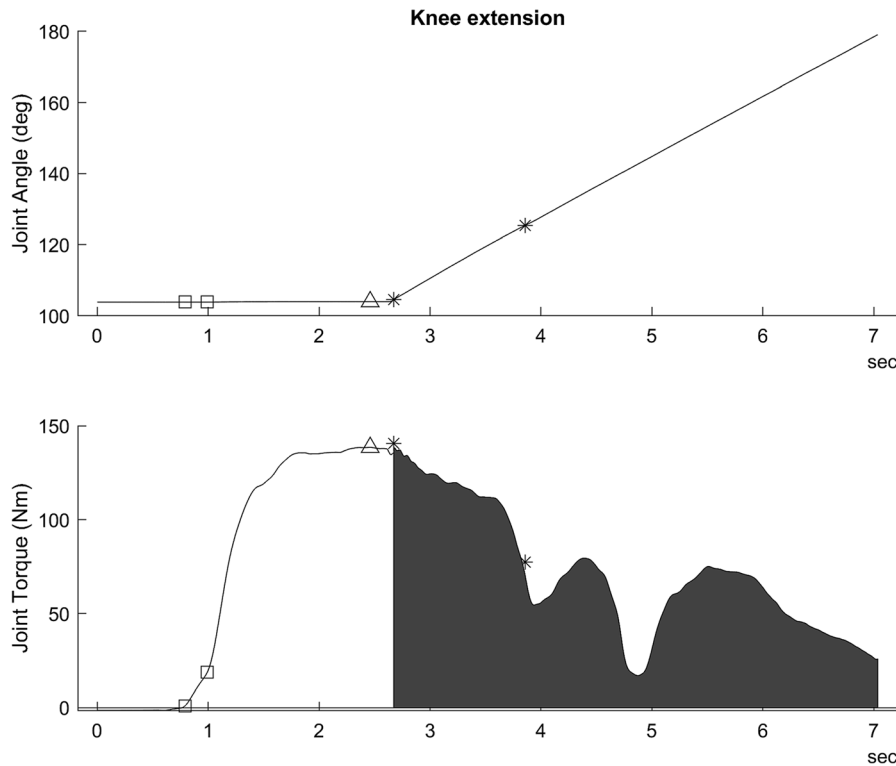 Knee extension
Joint Angle (deg)
180
160
140
120
100
0 1 2 3 4 5 6 7
sec
Joint Torque (Nm)
150
100
50
0
0 1 2 3 4 5 6 7
sec